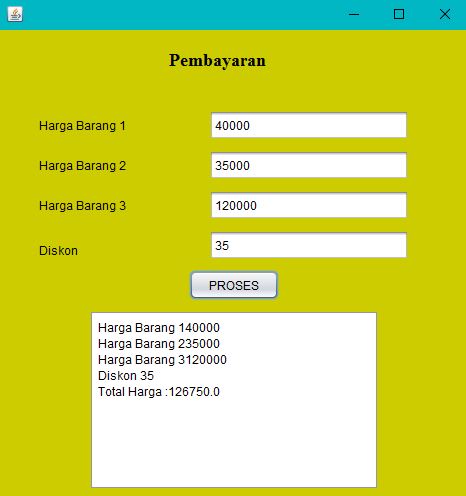 Pembayaran
Harga Barang 1 40000
Harga Barang 2 35000
Harga Barang 3 120000
Diskon 35
PROSES
Harga Barang 140000
Harga Barang 235000
Harga Barang 3120000
Diskon 35
Total Harga :126750.0